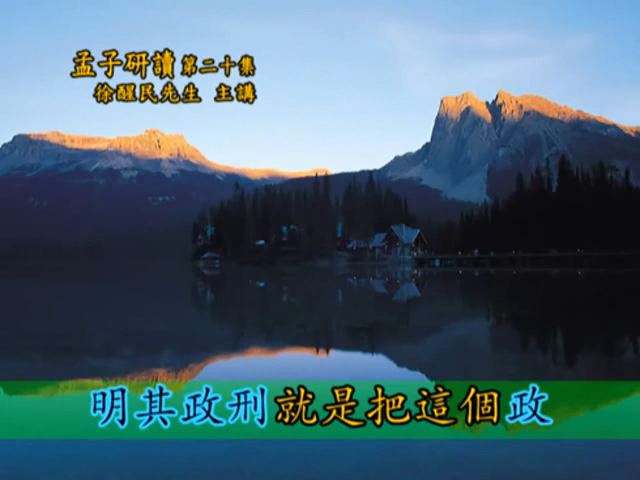 孟子研讀 第二十集
徐醒民先生 主講
明其政刑就是把這個政